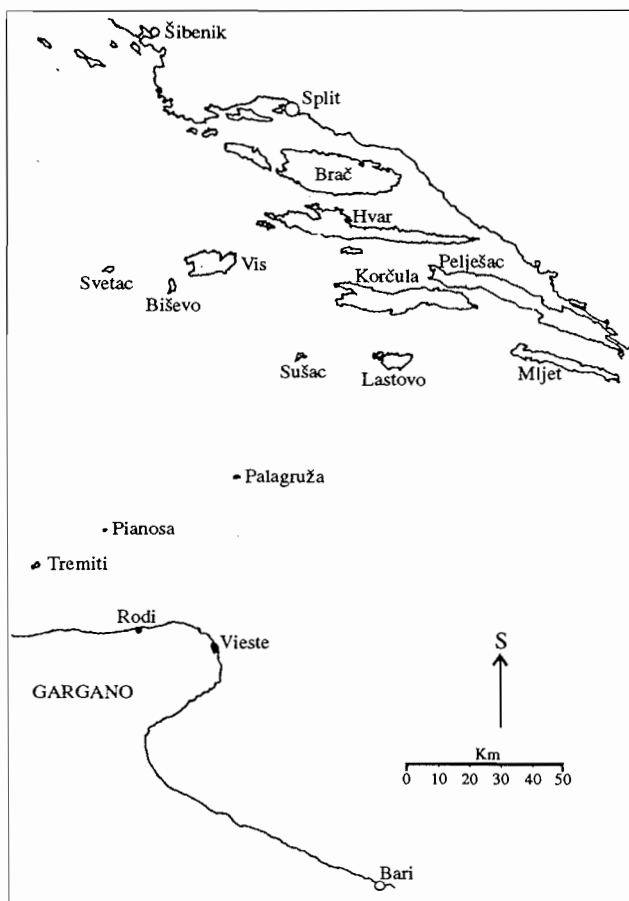 Šibenik
Split
Brač
Hvar
Vis
Pelješac
Svetac
Korčula
Biševo
Sušac
Lastovo
Mljet
Palagruža
Pianosa
Tremiti
Rodi
Vieste
S
GARGANO
Km
0 10 20 30 40 50
Bari